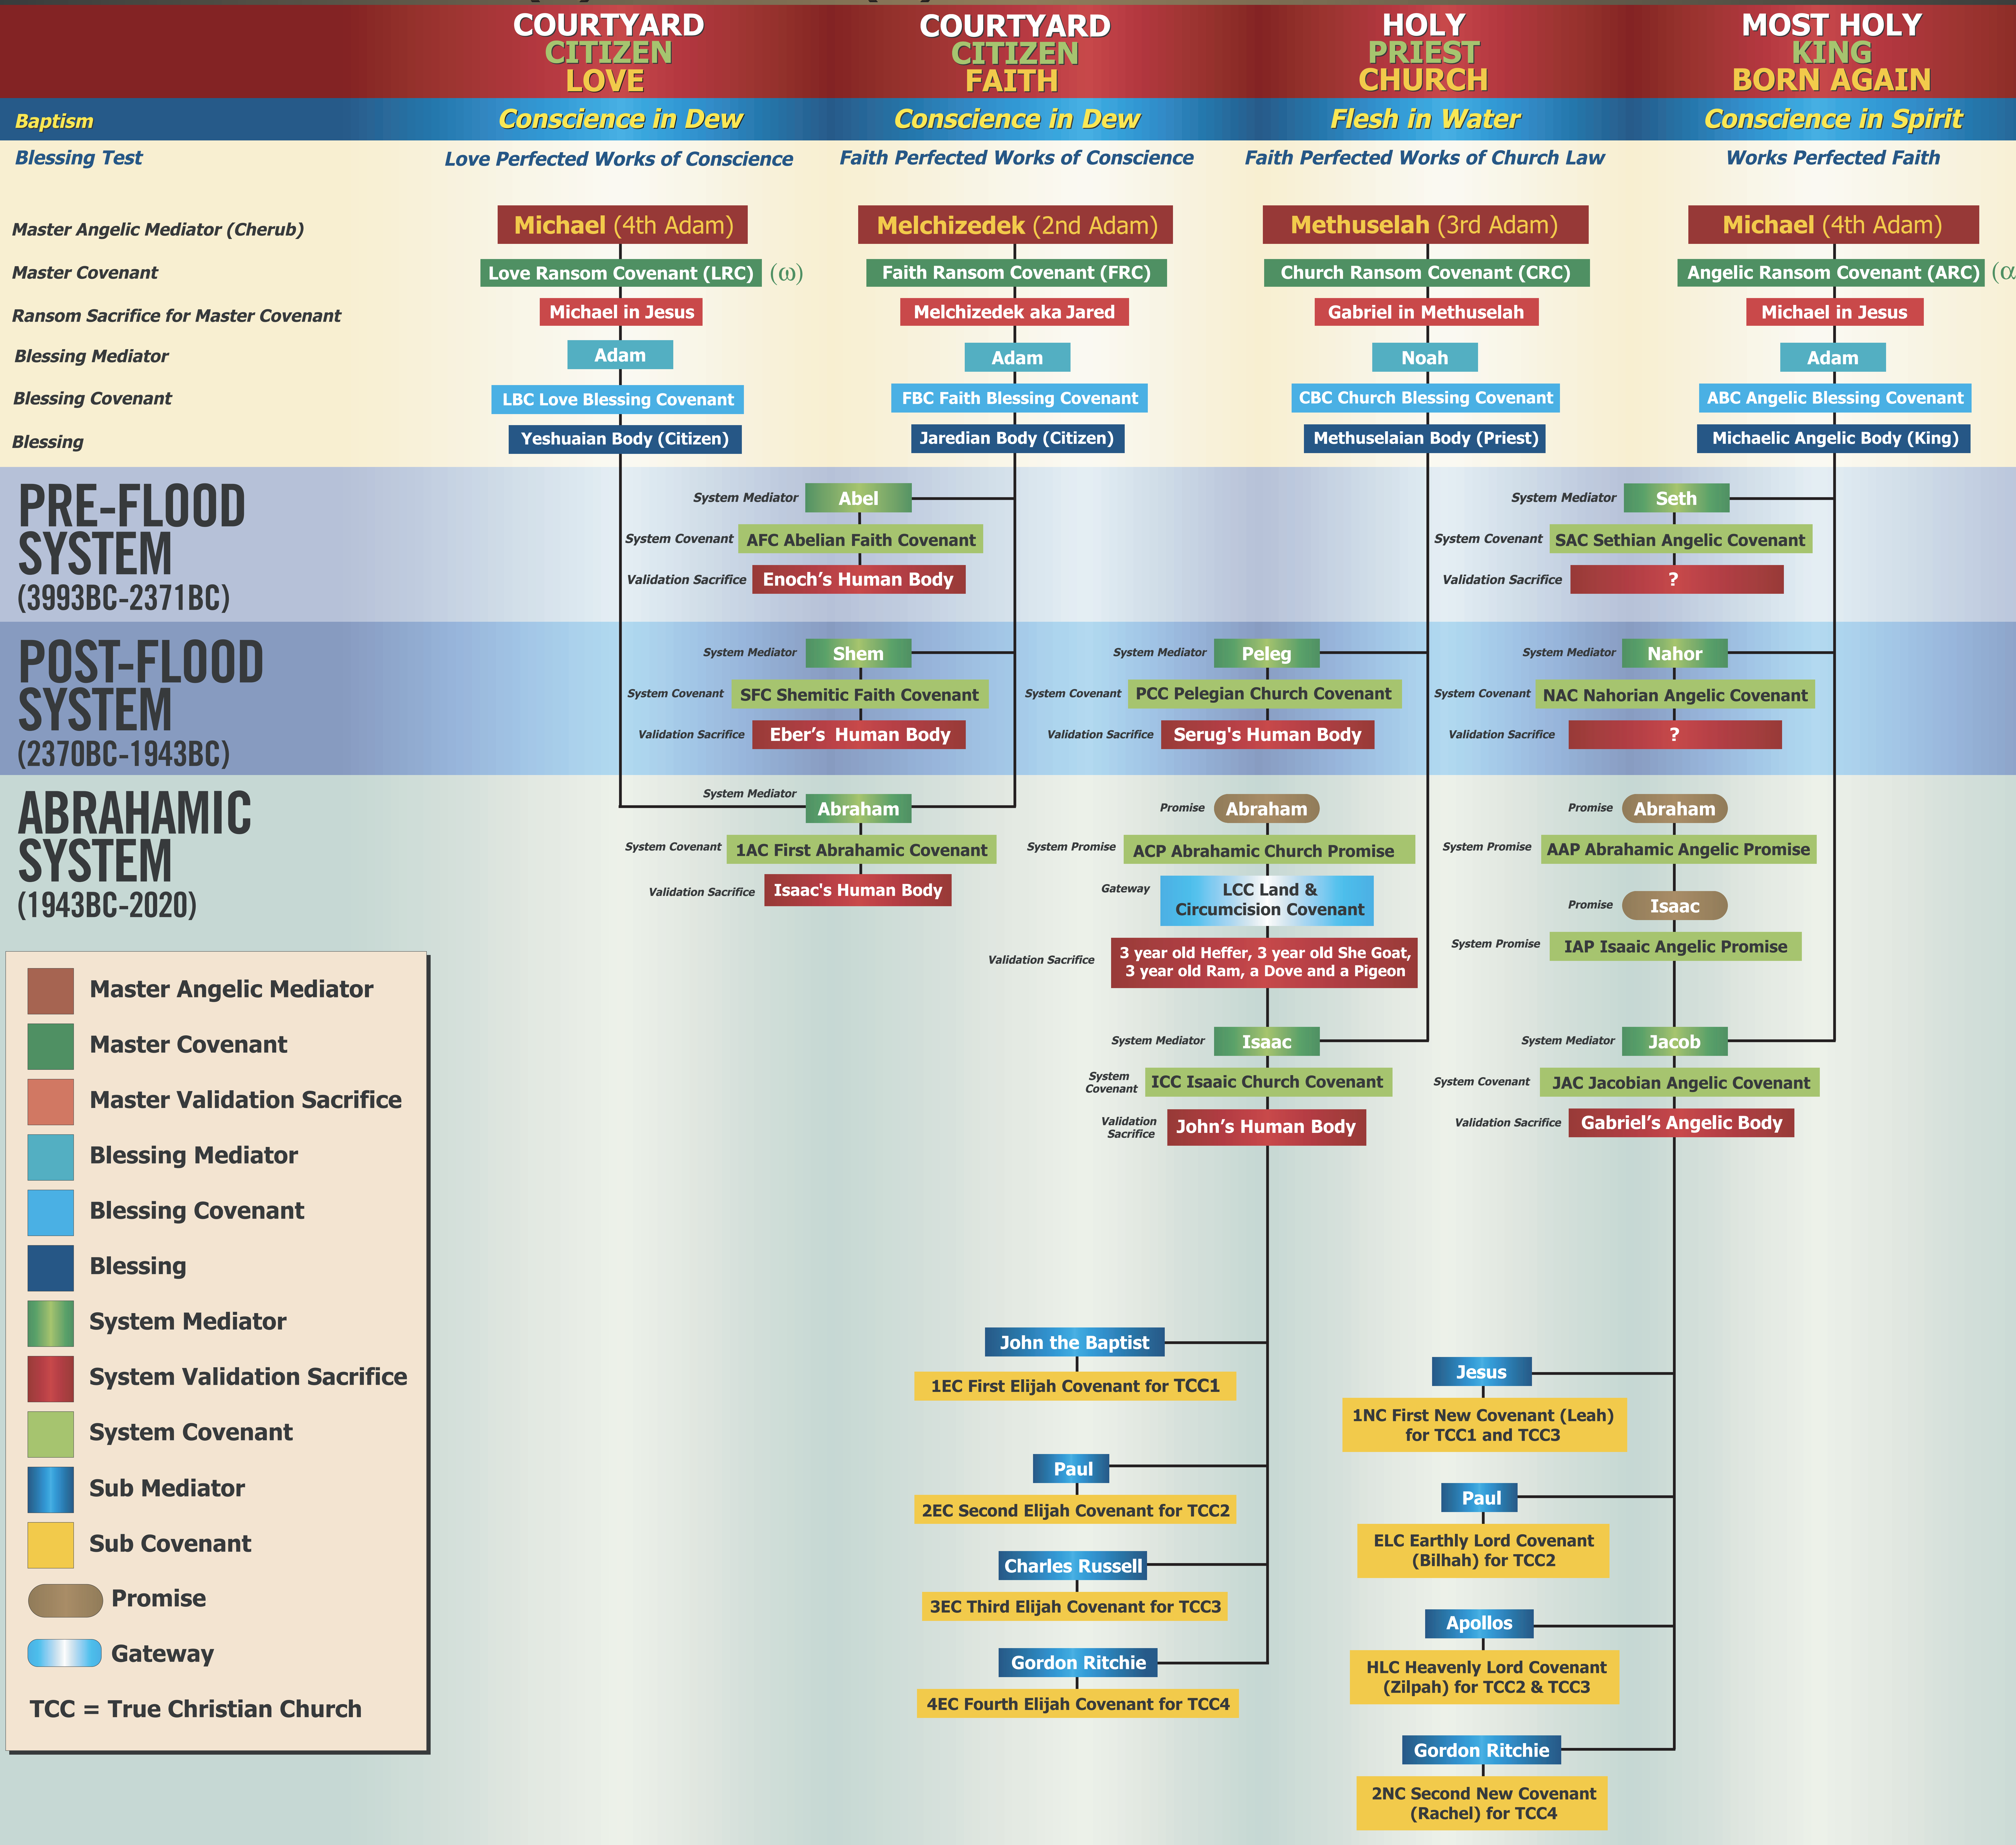 COURTYARD
CITIZEN
LOVE
COURTYARD
CITIZEN
FAITH
HOLY
PRIEST
CHURCH
MOST HOLY
KING
BORN AGAIN
Baptism
Conscience in Dew
Conscience in Dew
Flesh in Water
Conscience in Spirit
Blessing Test
Love Perfected Works of Conscience
Faith Perfected Works of Conscience
Faith Perfected Works of Church Law
Works Perfected Faith
Master Angelic Mediator (Cherub)
Michael (4th Adam)
Melchizedek (2nd Adam)
Methuselah (3rd Adam)
Michael (4th Adam)
Master Covenant
Love Ransom Covenant (LRC) (ω)
Faith Ransom Covenant (FRC)
Church Ransom Covenant (CRC)
Angelic Ransom Covenant (ARC) (α
Ransom Sacrifice for Master Covenant
Michael in Jesus
Melchizedek aka Jared
Gabriel in Methuselah
Michael in Jesus
Blessing Mediator
Adam
Adam
Noah
Adam
Blessing Covenant
LBC Love Blessing Covenant
FBC Faith Blessing Covenant
CBC Church Blessing Covenant
ABC Angelic Blessing Covenant
Blessing
Yeshuaian Body (Citizen)
Jaredian Body (Citizen)
Methuselaian Body (Priest)
Michaelic Angelic Body (King)
PRE-FLOOD
SYSTEM
(3993BC-2371BC)
System Mediator
Abel
System Covenant
AFC Abelian Faith Covenant
Validation Sacrifice
Enoch's Human Body
System Mediator
Seth
System Covenant
SAC Sethian Angelic Covenant
Validation Sacrifice
?
POST-FLOOD
SYSTEM
(2370BC-1943BC)
System Mediator
Shem
System Covenant
SFC Shemitic Faith Covenant
Validation Sacrifice
Eber's Human Body
System Mediator
Peleg
System Covenant
PCC Pelegian Church Covenant
Validation Sacrifice
Serug's Human Body
System Mediator
Nahor
System Covenant
NAC Nahorian Angelic Covenant
Validation Sacrifice
?
ABRAHAMIC
SYSTEM
(1943BC-2020)
System Mediator
Abraham
System Covenant
1AC First Abrahamic Covenant
Validation Sacrifice
Isaac's Human Body
Promise
Abraham
System Promise
ACP Abrahamic Church Promise
Gateway
LCC Land &
Circumcision Covenant
Validation Sacrifice
3 year old Heffer, 3 year old She Goat,
3 year old Ram, a Dove and a Pigeon
System Mediator
Isaac
System
Covenant
ICC Isaaic Church Covenant
Validation
Sacrifice
John's Human Body
Promise
Abraham
System Promise
AAP Abrahamic Angelic Promise
Promise
Isaac
System Promise
IAP Isaaic Angelic Promise
System Mediator
Jacob
System Covenant
JAC Jacobian Angelic Covenant
Validation Sacrifice
Gabriel's Angelic Body
Master Angelic Mediator
Master Covenant
Master Validation Sacrifice
Blessing Mediator
Blessing Covenant
Blessing
System Mediator
System Validation Sacrifice
System Covenant
Sub Mediator
Sub Covenant
Promise
Gateway
TCC = True Christian Church
John the Baptist
1EC First Elijah Covenant for TCC1
Paul
2EC Second Elijah Covenant for TCC2
Charles Russell
3EC Third Elijah Covenant for TCC3
Gordon Ritchie
4EC Fourth Elijah Covenant for TCC4
Jesus
1NC First New Covenant (Leah)
for TCC1 and TCC3
Paul
ELC Earthly Lord Covenant
(Bilhah) for TCC2
Apollos
HLC Heavenly Lord Covenant
(Zilpah) for TCC2 & TCC3
Gordon Ritchie
2NC Second New Covenant
(Rachel) for TCC4